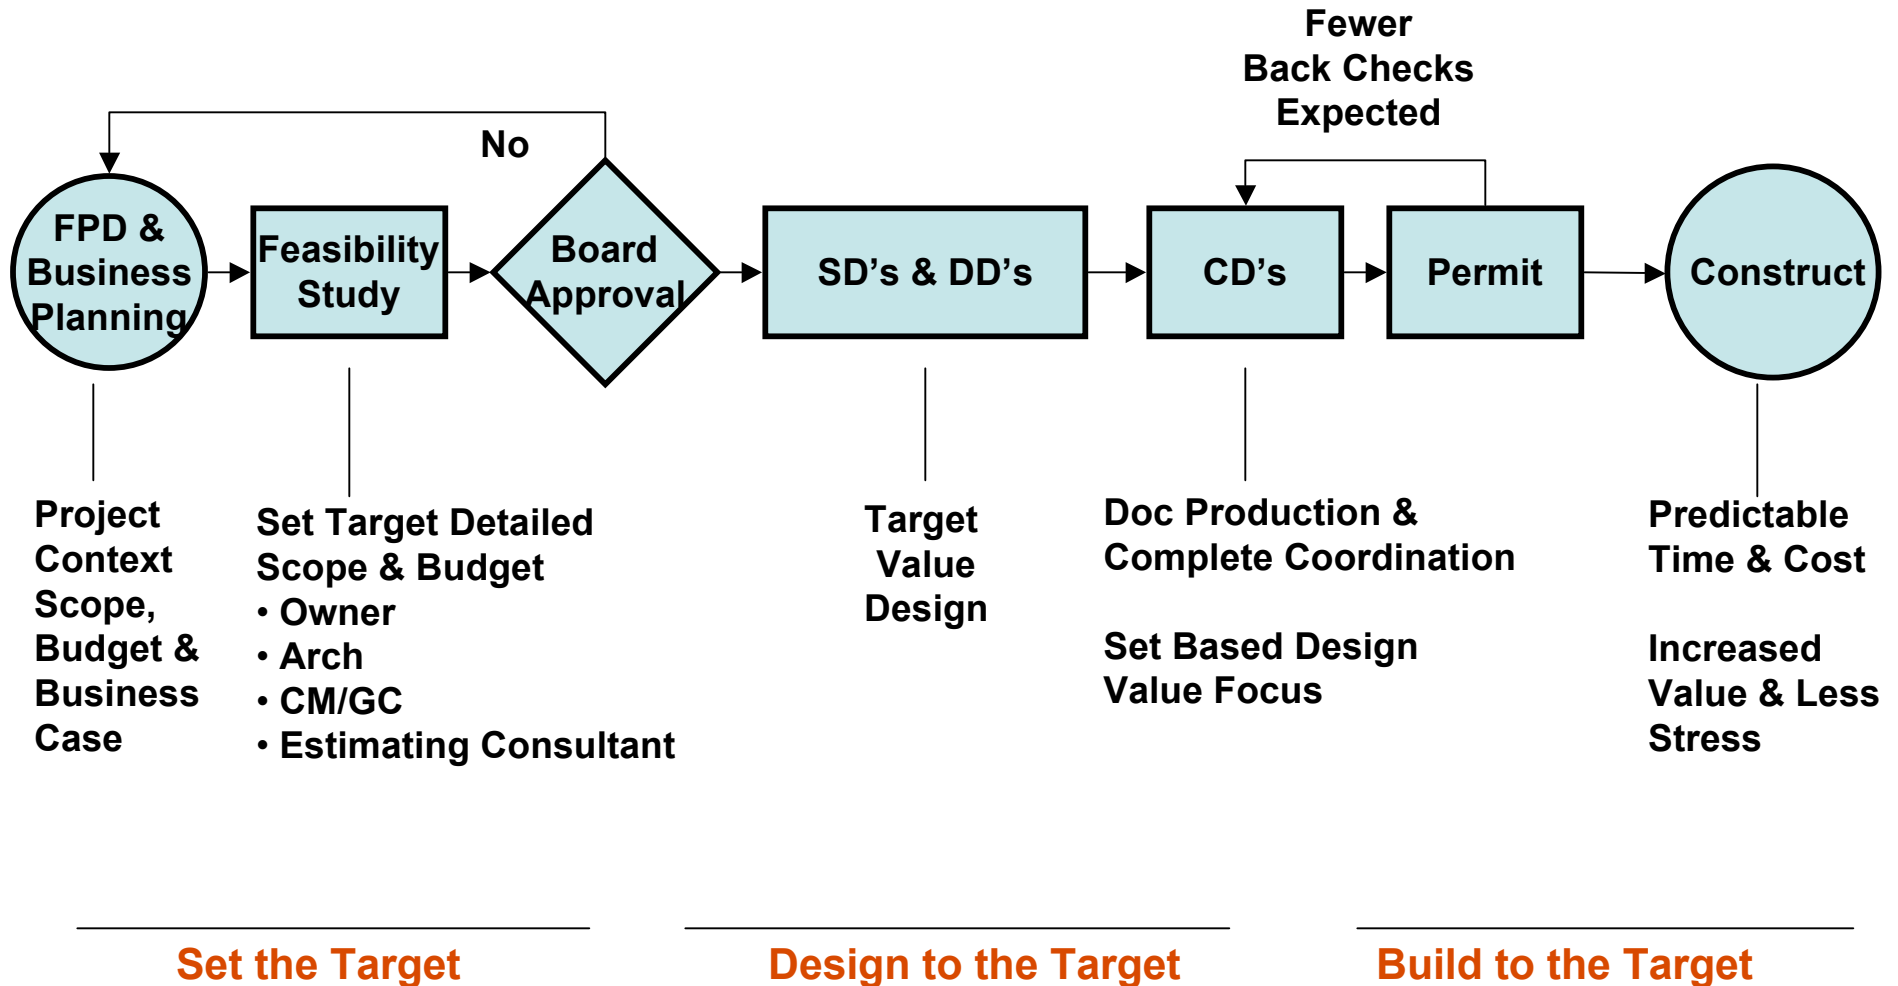 Fewer
Back Checks
Expected
No
FPD &
Business
Planning
Feasibility
Study
Board
Approval
SD’s & DD’s
CD’s
Permit
Construct
Project
Context
Scope,
Budget &
Business
Case
Set Target Detailed
Scope & Budget
• Owner
• Arch
• CM/GC
• Estimating Consultant
Target
Value
Design
Doc Production &
Complete Coordination
Set Based Design
Value Focus
Predictable
Time & Cost
Increased
Value & Less
Stress
Set the Target
Design to the Target
Build to the Target